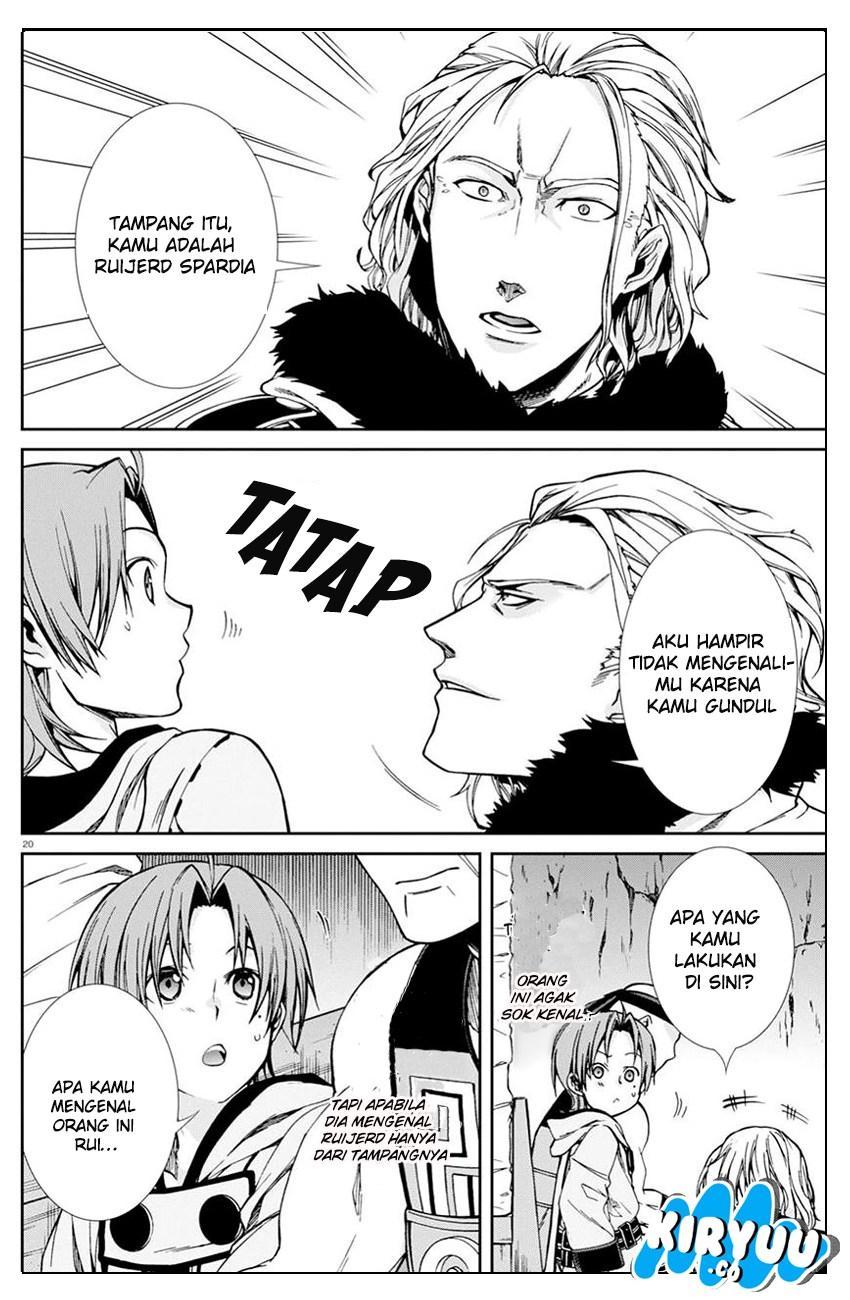 TAMPANG ITU,
KAMU ADALAH
RUIJERD SPARDIA
TATAP
AKU HAMPIR
TIDAK MENGENALI-
MU KARENA
KAMU GUNDUL
20
APA YANG
KAMU
LAKUKAN
DI SINI?
ORANG
INI AGAK
SOK KENAL..
TAPI APABILA
DIA MENGENAL
RUIJERD HANYA
DARI TAMPANGNYA
APA KAMU
MENGENAL
ORANG INI
RUI...
KIRYUU
.CO